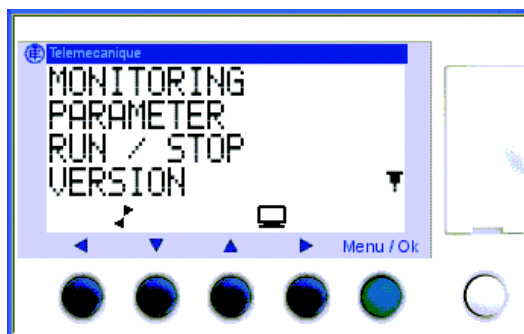 Telemecanique
MONITORING
PARAMETER
RUN / STOP
VERSION
Menu / Ok